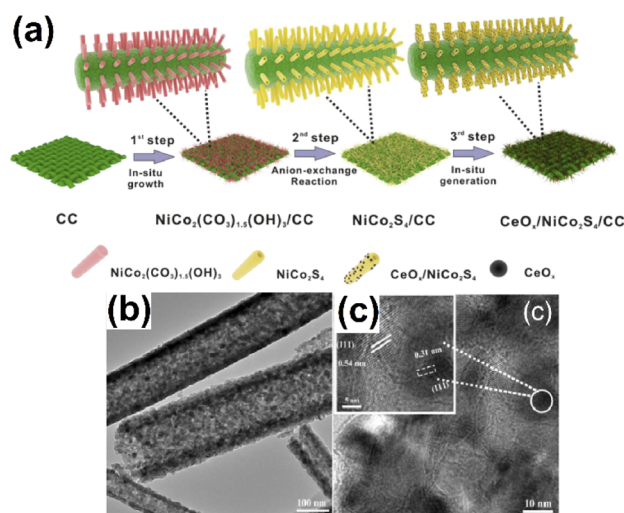 (a)
1st step
In-situ
growth
2nd step
Anion-exchange
Reaction
3rd step
In-situ
generation
CC
NiCo₂(CO₃)₁.₅(OH)₃/CC
NiCo₂S₄/CC
CeOₓ/NiCo₂S₄/CC
NiCo₂(CO₃)₁.₅(OH)₃
NiCo₂S₄
CeOₓ/NiCo₂S₄
CeOₓ
(b)
100 nm
(c)
(c)
(111)
0.54 nm
0.31 nm
(111)
5 nm
10 nm